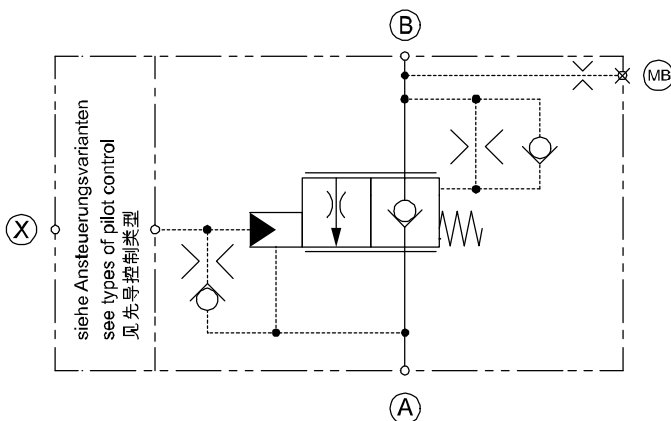 B
MB
X
siehe Ansteuerungsvarianten
see types of pilot control
见先导控制类型
A